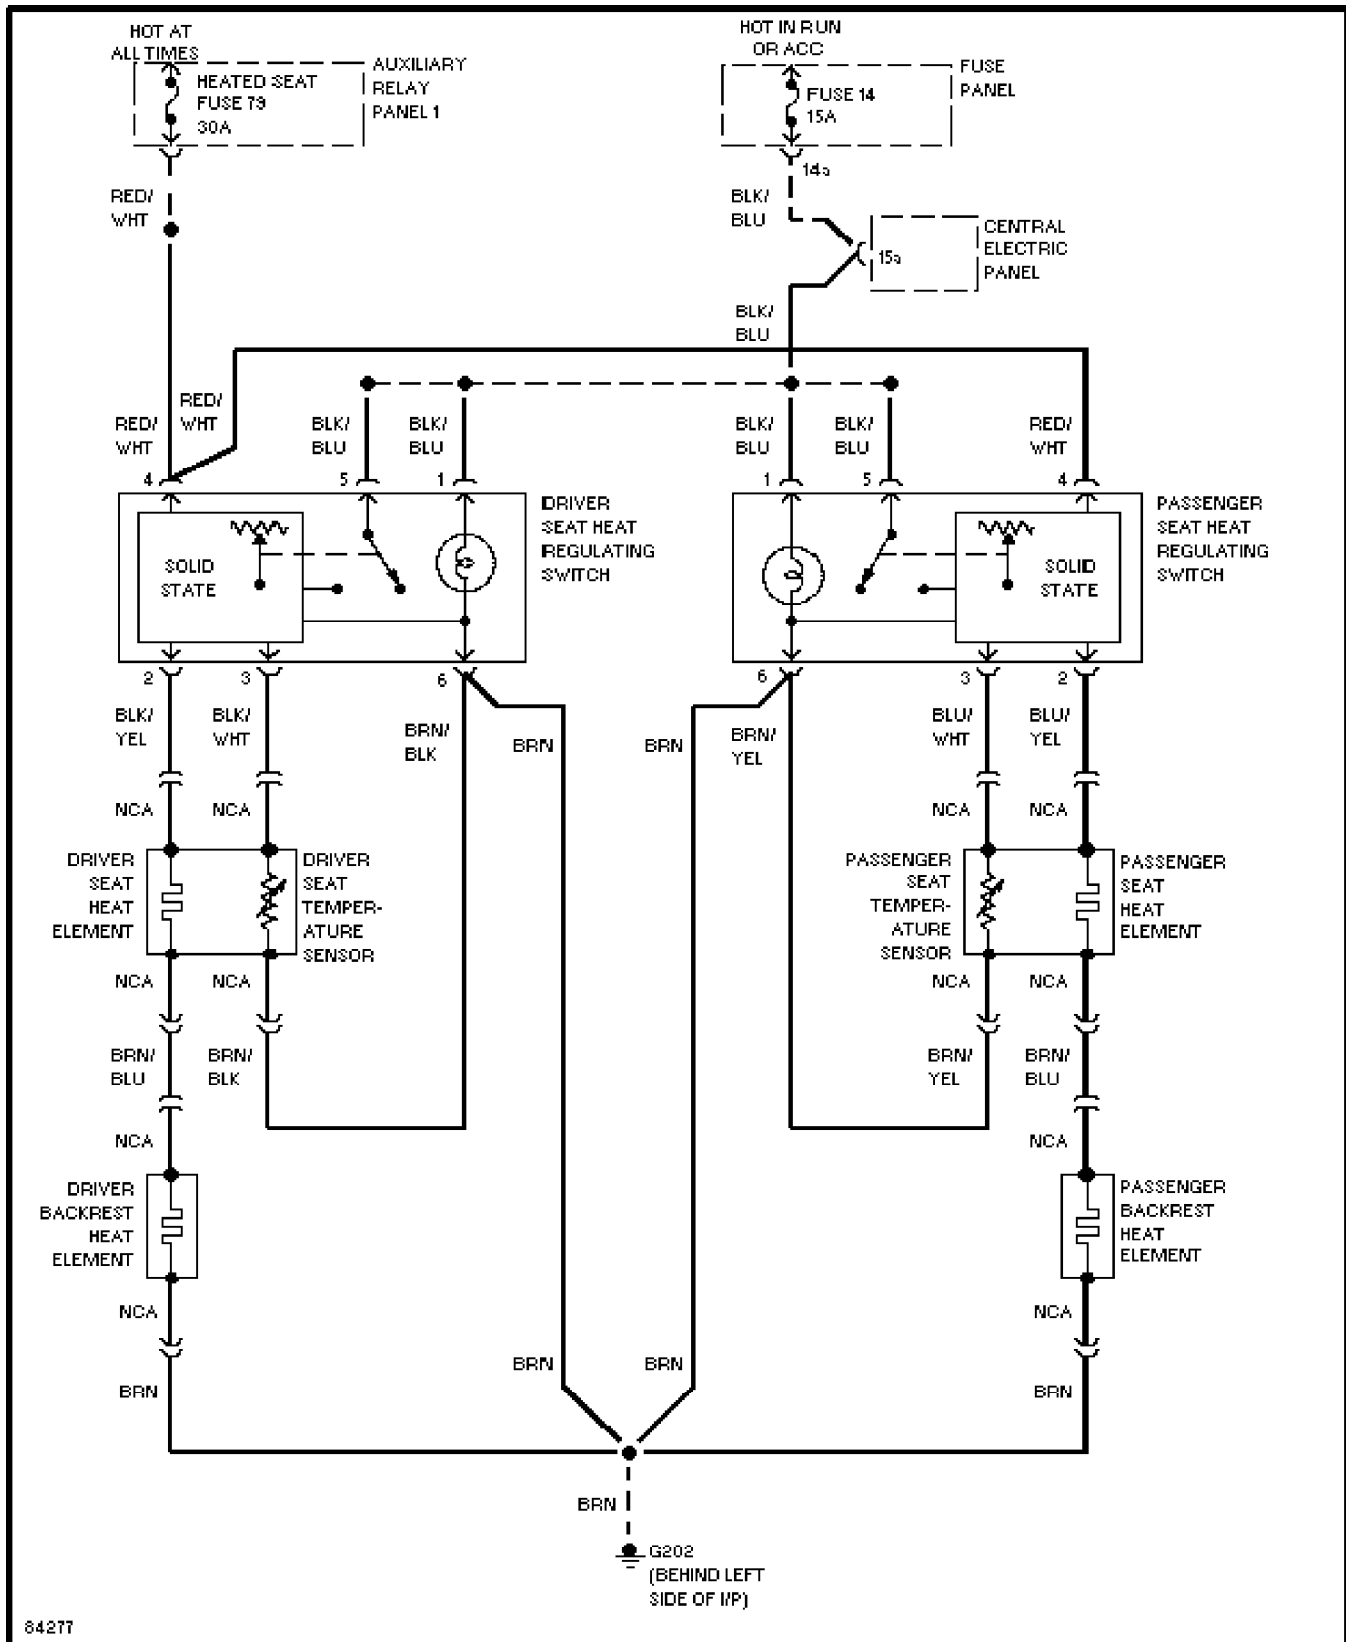 HOT AT
ALL TIMES
HEATED SEAT
FUSE 79
30A
AUXILIARY
RELAY
PANEL 1
HOT IN RUN
OR ACC
FUSE 14
15A
FUSE
PANEL
14a
RED/
WHT
BLK/
BLU
15a
CENTRAL
ELECTRIC
PANEL
BLK/
BLU
RED/
WHT
RED/
WHT
BLK/
BLU
BLK/
BLU
BLK/
BLU
BLK/
BLU
RED/
WHT
4
5
1
1
5
4
SOLID
STATE
DRIVER
SEAT HEAT
REGULATING
SWITCH
SOLID
STATE
PASSENGER
SEAT HEAT
REGULATING
SWITCH
2
3
6
6
3
2
BLK/
YEL
BLK/
WHT
BRN/
BLK
BRN
BRN
BRN/
YEL
BLU/
WHT
BLU/
YEL
NCA
NCA
NCA
NCA
DRIVER
SEAT
HEAT
ELEMENT
DRIVER
SEAT
TEMPER-
ATURE
SENSOR
PASSENGER
SEAT
TEMPER-
ATURE
SENSOR
PASSENGER
SEAT
HEAT
ELEMENT
NCA
NCA
NCA
NCA
BRN/
BLU
BRN/
BLK
BRN/
YEL
BRN/
BLU
NCA
NCA
DRIVER
BACKREST
HEAT
ELEMENT
PASSENGER
BACKREST
HEAT
ELEMENT
NCA
NCA
BRN
BRN
BRN
BRN
BRN
G202
(BEHIND LEFT
SIDE OF I/P)
84277